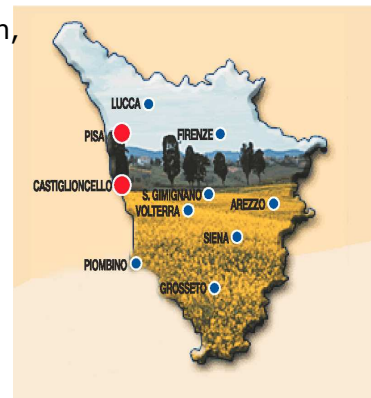 n,
LUCCA
PISA
FIRENZE
CASTIGLIONCELLO
S. GIMIGNANO
AREZZO
VOLTERRA
SIENA
PIOMBINO
GROSSETO